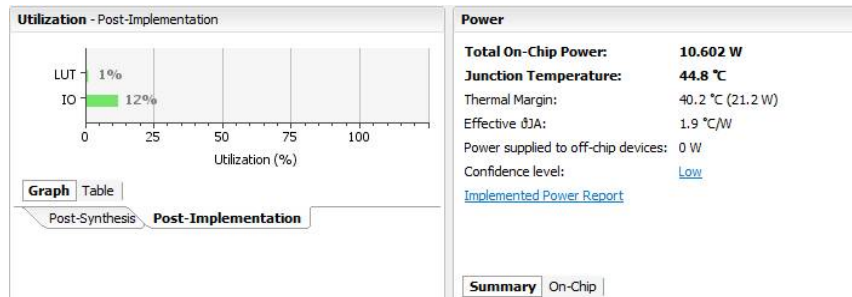 Utilization - Post-Implementation
LUT 1%
IO 12%
0 25 50 75 100
Utilization (%)
Graph Table
Post-Synthesis Post-Implementation
Power
Total On-Chip Power: 10.602 W
Junction Temperature: 44.8 °C
Thermal Margin: 40.2 °C (21.2 W)
Effective ϑJA: 1.9 °C/W
Power supplied to off-chip devices: 0 W
Confidence level: Low
Implemented Power Report
Summary On-Chip